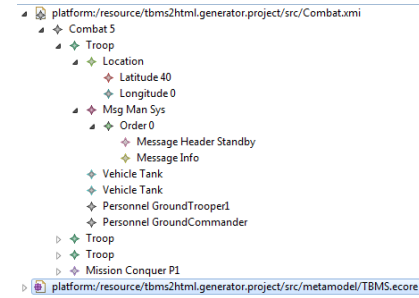 platform:/resource/tbms2html.generator.project/src/Combat.xmi
Combat 5
Troop
Location
Latitude 40
Longitude 0
Msg Man Sys
Order 0
Message Header Standby
Message Info
Vehicle Tank
Vehicle Tank
Personnel GroundTrooper1
Personnel GroundCommander
Troop
Troop
Mission Conquer P1
platform:/resource/tbms2html.generator.project/src/metamodel/TBMS.ecore